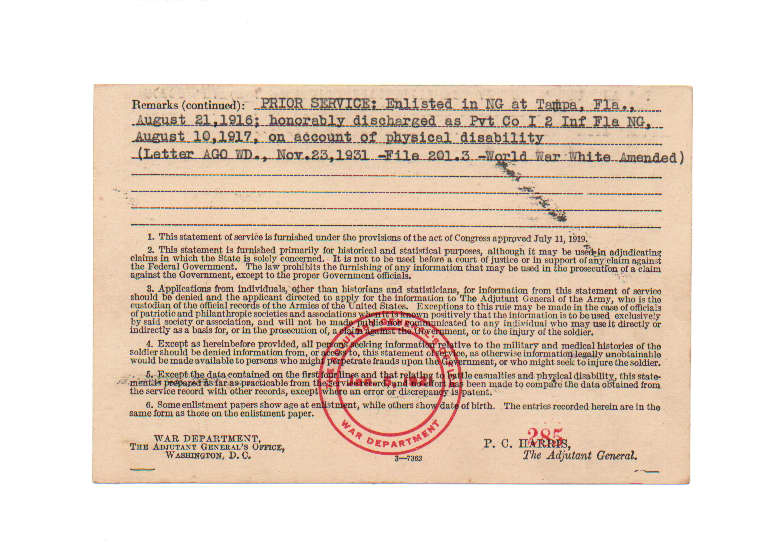 Remarks (continued): PRIOR SERVICE: Enlisted in NG at Tampa, Fla.,
August 21,1916; honorably discharged as Pvt Co I 2 Inf Fla NG,
August 10,1917, on account of physical disability
(Letter AGO WD., Nov.23,1931 -File 201.3 -World War White Amended)
1. This statement of service is furnished under the provisions of the act of Congress approved July 11, 1919.
2. This statement is furnished primarily for historical and statistical purposes, although it may be used in adjudicating
claims in which the State is solely concerned. It is not to be used before a court of justice or in support of any claim against
the Federal Government. The law prohibits the furnishing of any information that may be used in the prosecution of a claim
against the Government, except to the proper Government officials.
3. Applications from individuals, other than historians and statisticians, for information from this statement of service
should be denied and the applicant directed to apply for the information to The Adjutant General of the Army, who is the
custodian of the official records of the Armies of the United States. Exceptions to this rule may be made in the case of officials
of patriotic and philanthropic societies and associations when it is known positively that the information is to be used exclusively
by said society or association, and will not be made public or communicated to any individual who may use it directly or
indirectly as a basis for, or in the prosecution of, a claim against the Government, or to the injury of the soldier.
4. Except as hereinbefore provided, all persons seeking information relative to the military and medical histories of the
soldier should be denied information from, or access to, this statement of service, as otherwise information legally unobtainable
would be made available to persons who might perpetrate frauds upon the Government, or who might seek to injure the soldier.
5. Except the data contained on the first four lines and that relating to battle casualties and physical disability, this state-
ment is prepared as far as practicable from the service record, and effort has been made to compare the data obtained from
the service record with other records, except where an error or discrepancy is patent.
6. Some enlistment papers show age at enlistment, while others show date of birth. The entries recorded herein are in the
same form as those on the enlistment paper.
WAR DEPARTMENT,
THE ADJUTANT GENERAL'S OFFICE,
WASHINGTON, D. C.
WAR DEPARTMENT
3—7363
285
P. C. HARRIS,
The Adjutant General.